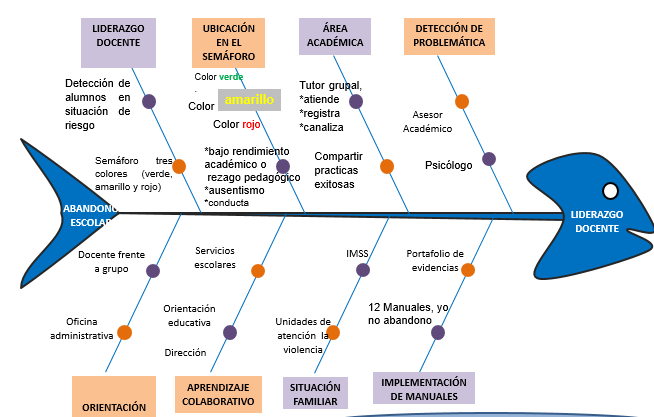 LIDERAZGO
DOCENTE
UBICACIÓN
EN EL
SEMÁFORO
ÁREA
ACADÉMICA
DETECCIÓN DE
PROBLEMÁTICA
Detección de
alumnos en
situación de
riesgo
Semáforo tres
colores (verde,
amarillo y rojo)
Color verde
.
Color amarillo
Color rojo
*bajo rendimiento
académico o
rezago pedagógico
*ausentismo
*conducta
Tutor grupal,
*atiende
*registra
*canaliza
Compartir
practicas
exitosas
Asesor
Académico
Psicólogo
ABANDONO
ESCOLAR
LIDERAZGO
DOCENTE
Docente frente
a grupo
Oficina
administrativa
Servicios
escolares
Orientación
educativa
Dirección
IMSS
Unidades de
atención la
violencia
Portafolio de
evidencias
12 Manuales, yo
no abandono
ORIENTACIÓN
APRENDIZAJE
COLABORATIVO
SITUACIÓN
FAMILIAR
IMPLEMENTACIÓN
DE MANUALES